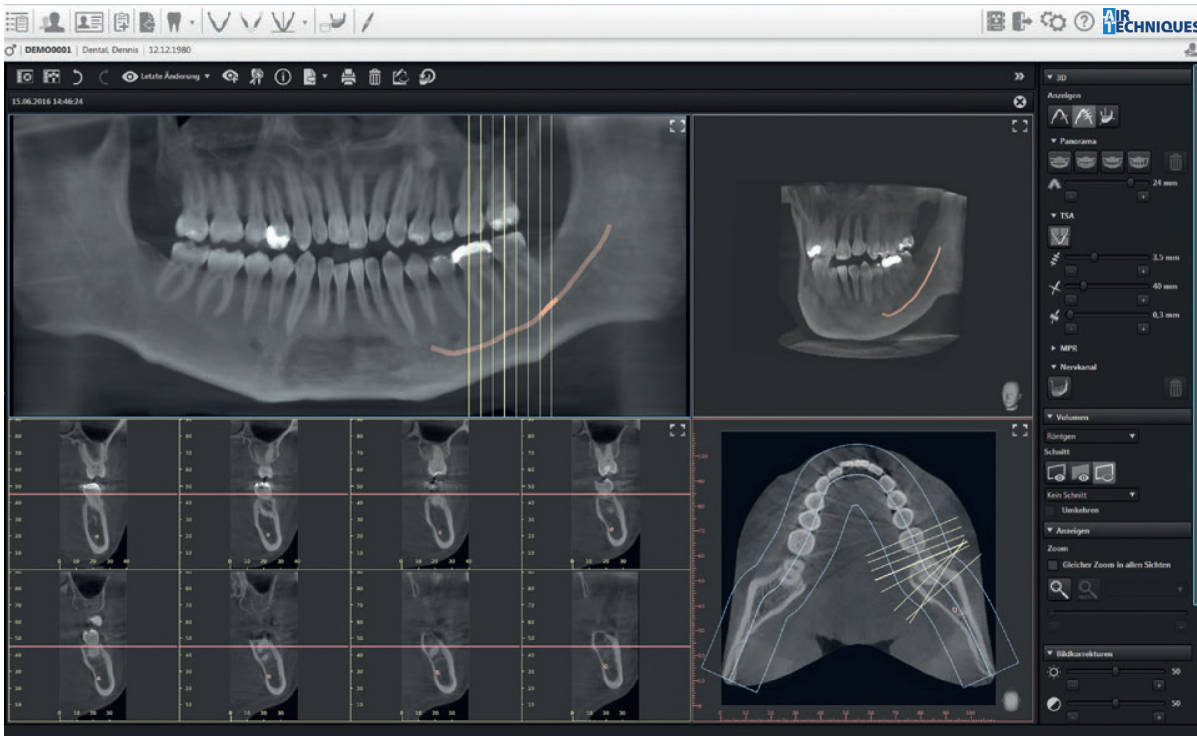 AIR TECHNIQUES
DEMO0001 | Dental, Dennis | 12.12.1980
Letzte Änderung
15.06.2016 14:46:24
3D
Anzeigen
Panorama
24 mm
TSA
3,5 mm
40 mm
0,3 mm
MPR
Nervkanal
Volumen
Röntgen
Schnitt
Kein Schnitt
Umkehren
Anzeigen
Zoom
Gleicher Zoom in allen Sichten
Bildkorrekturen
50
50